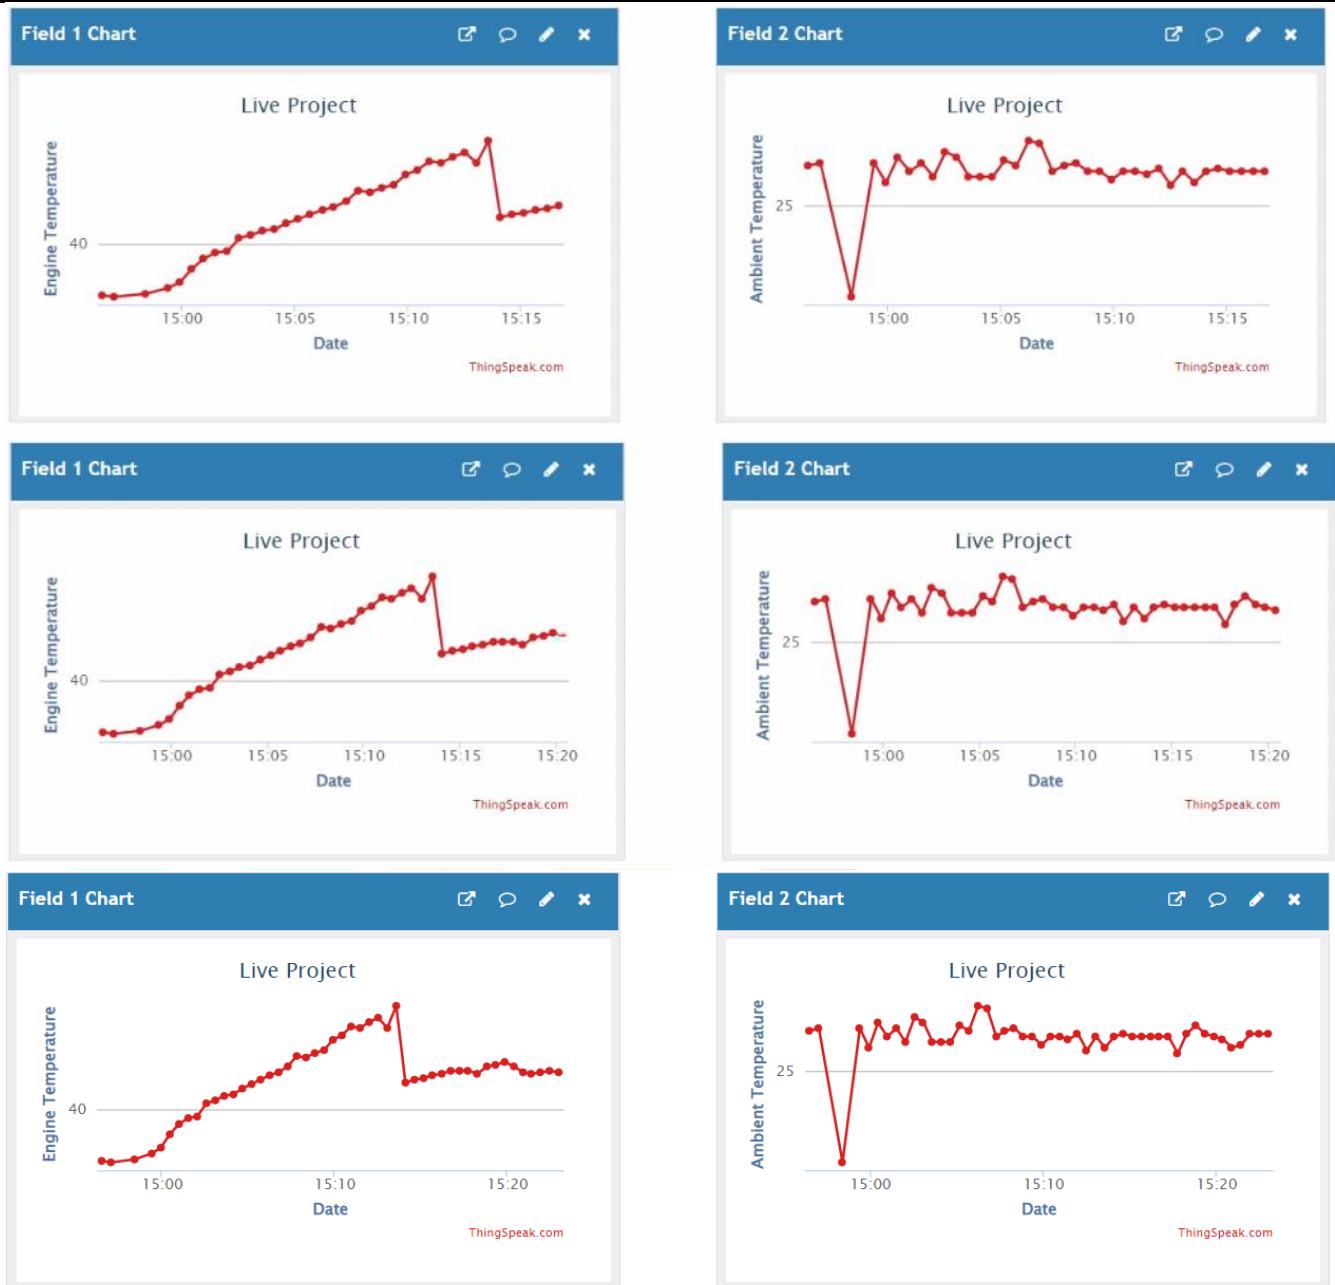 Field 1 Chart
Live Project
Engine Temperature
40
15:00 15:05 15:10 15:15
Date
ThingSpeak.com
Field 2 Chart
Live Project
Ambient Temperature
25
15:00 15:05 15:10 15:15
Date
ThingSpeak.com
Field 1 Chart
Live Project
Engine Temperature
40
15:00 15:05 15:10 15:15 15:20
Date
ThingSpeak.com
Field 2 Chart
Live Project
Ambient Temperature
25
15:00 15:05 15:10 15:15 15:20
Date
ThingSpeak.com
Field 1 Chart
Live Project
Engine Temperature
40
15:00 15:10 15:20
Date
ThingSpeak.com
Field 2 Chart
Live Project
Ambient Temperature
25
15:00 15:10 15:20
Date
ThingSpeak.com